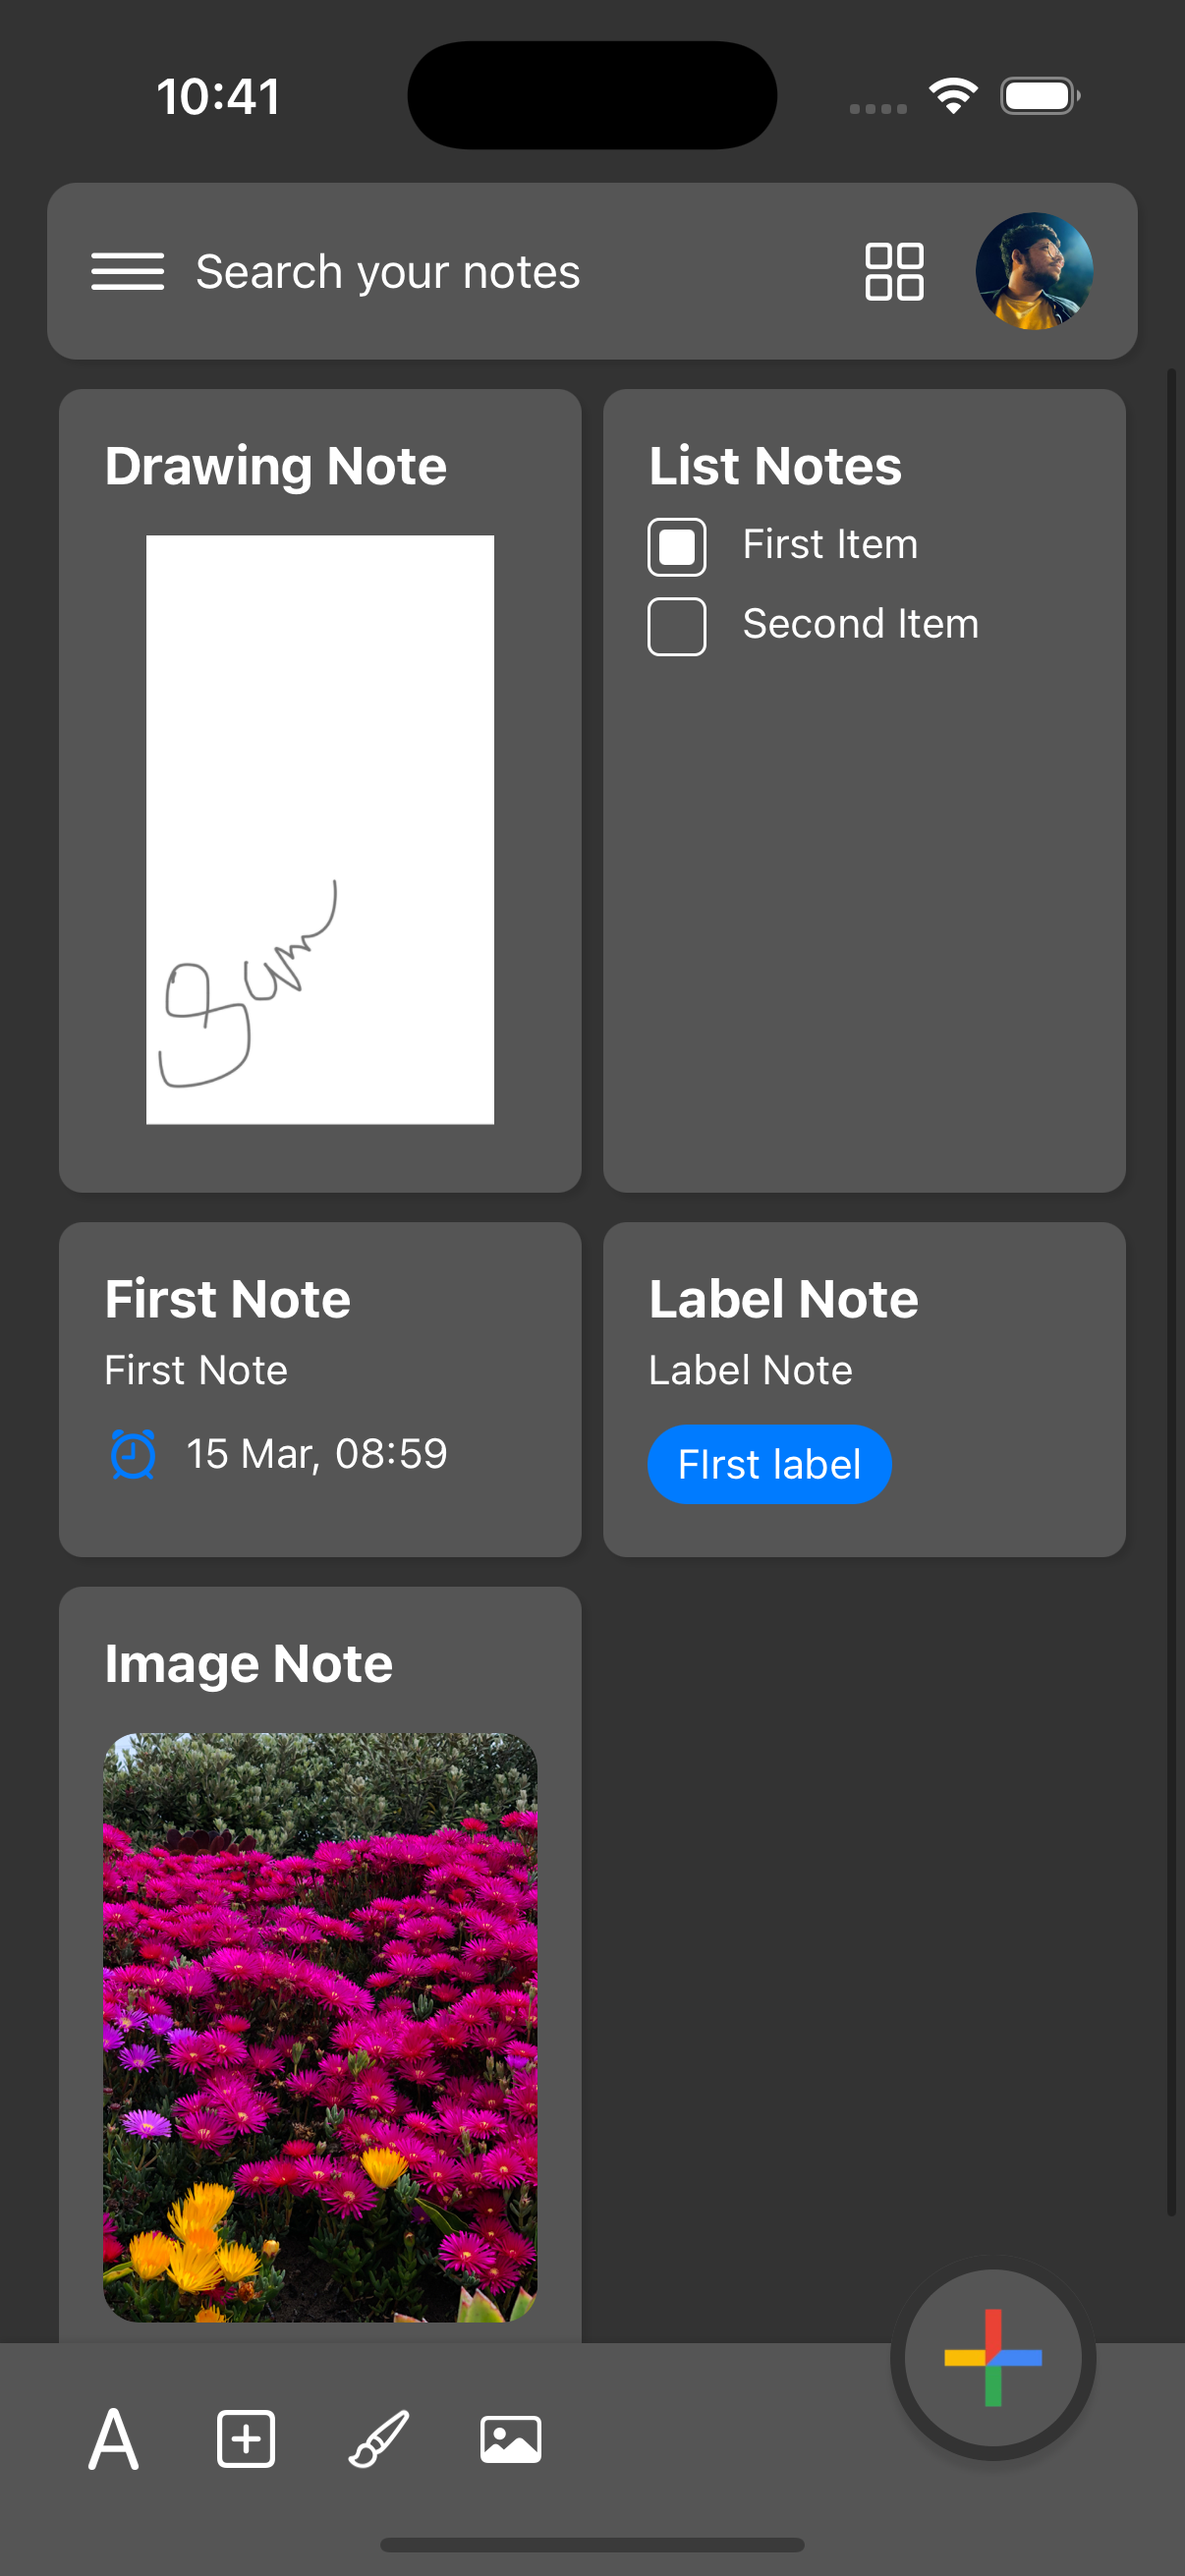 10:41
Search your notes
Drawing Note
Sam
List Notes
First Item
Second Item
First Note
First Note
15 Mar, 08:59
Label Note
Label Note
FIrst label
Image Note